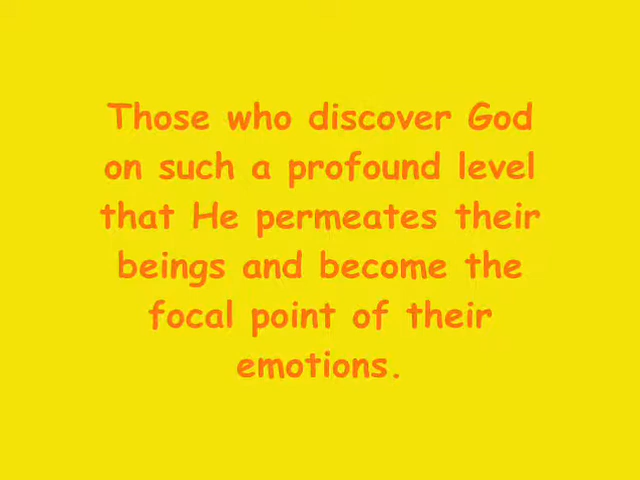 Those who discover God
on such a profound level
that He permeates their
beings and become the
focal point of their
emotions.